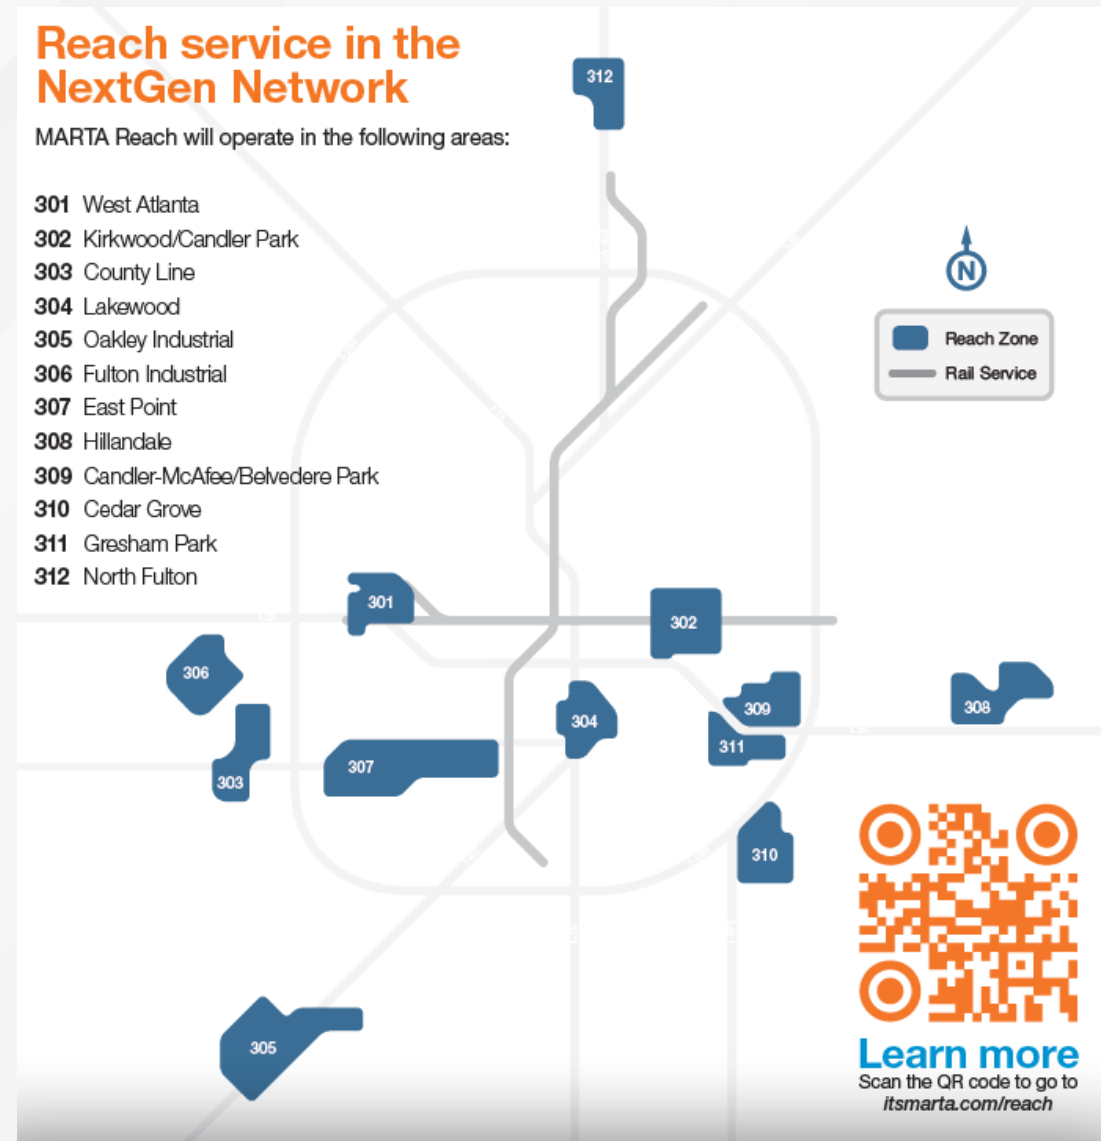 Reach service in the
NextGen Network
MARTA Reach will operate in the following areas:
301 West Atlanta
302 Kirkwood/Candler Park
303 County Line
304 Lakewood
305 Oakley Industrial
306 Fulton Industrial
307 East Point
308 Hillandale
309 Candler-McAfee/Belvedere Park
310 Cedar Grove
311 Gresham Park
312 North Fulton
312
N
Reach Zone
Rail Service
301
302
306
304
309
308
311
303
307
310
305
Learn more
Scan the QR code to go to
itsmarta.com/reach